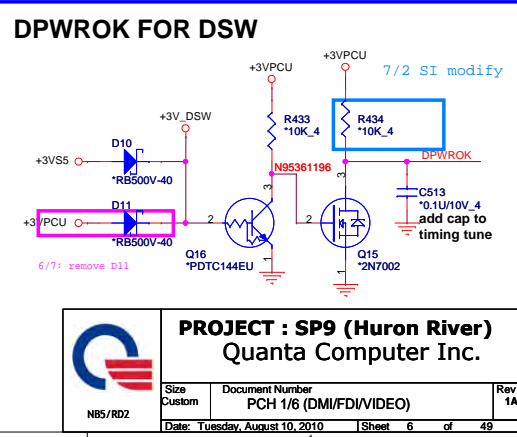 DPWROK FOR DSW
+3VPCU
+3VPCU
7/2 SI modify
+3V_DSW
R433
*10K_4
R434
*10K_4
D10
+3VS5
*RB500V-40
N95361196
DPWROK
3
3
D11
+3VPCU
*RB500V-40
2
2
C513
*0.1U/10V_4
add cap to
timing tune
1
1
6/7: remove D11
Q16
*PDTC144EU
Q15
*2N7002
PROJECT : SP9 (Huron River)
Quanta Computer Inc.
NB5/RD2
Size
Custom
Document Number
PCH 1/6 (DMI/FDI/VIDEO)
Rev
1A
Date: Tuesday, August 10, 2010
Sheet 6 of 49